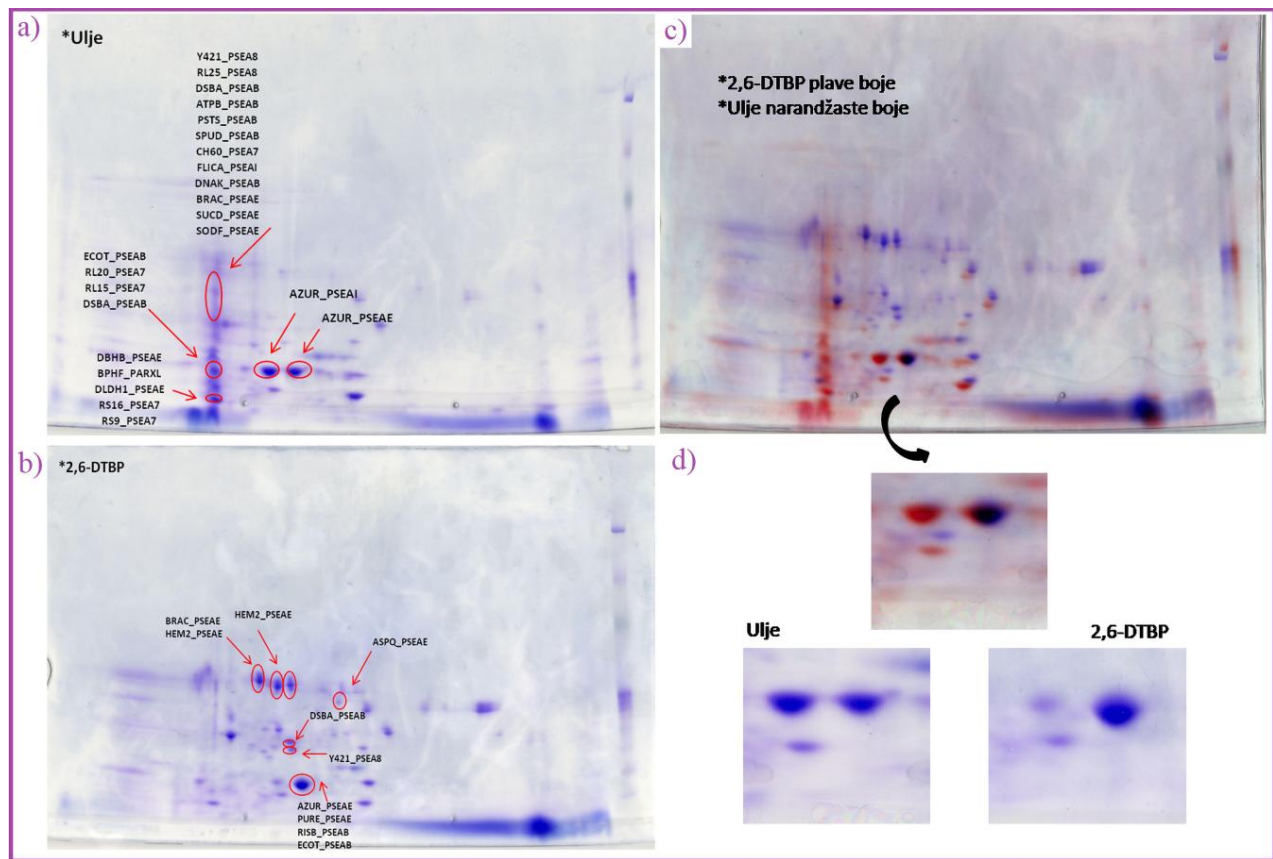 a)
*Ulje
Y421_PSEA8
RL25_PSEA8
DSBA_PSEAB
ATPB_PSEAB
PSTS_PSEAB
SPUD_PSEAB
CH60_PSEA7
FLICA_PSEAI
DNAK_PSEAB
BRAC_PSEAE
SUCD_PSEAE
SODF_PSEAE
ECOT_PSEAB
RL20_PSEA7
RL15_PSEA7
DSBA_PSEAB
AZUR_PSEAI
AZUR_PSEAE
DBHB_PSEAE
BPHF_PARXL
DLDH1_PSEAE
RS16_PSEA7
RS9_PSEA7
b)
*2,6-DTBP
BRAC_PSEAE
HEM2_PSEAE
HEM2_PSEAE
ASPQ_PSEAE
DSBA_PSEAB
Y421_PSEA8
AZUR_PSEAE
PURE_PSEAE
RISB_PSEAB
ECOT_PSEAB
c)
*2,6-DTBP plave boje
*Ulje narandžaste boje
d)
Ulje
2,6-DTBP